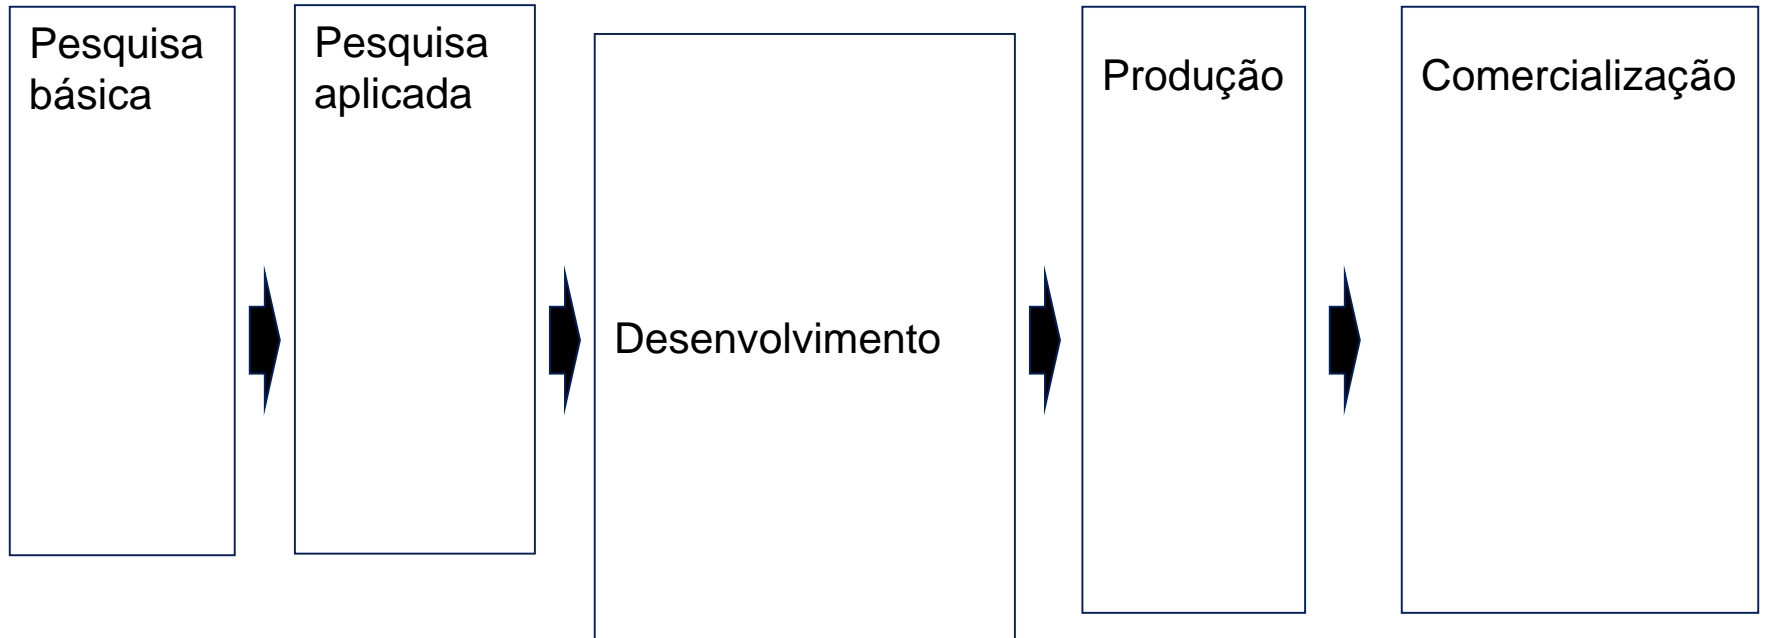 Pesquisa
básica
Pesquisa
aplicada
Desenvolvimento
Produção
Comercialização